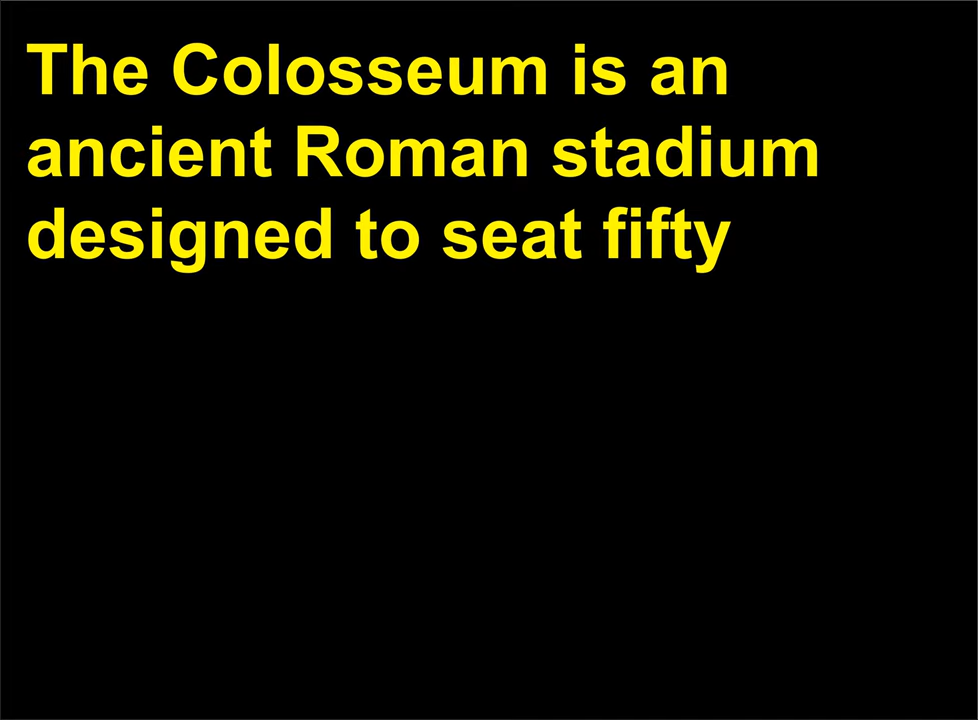 The Colosseum is an
ancient Roman stadium
designed to seat fifty